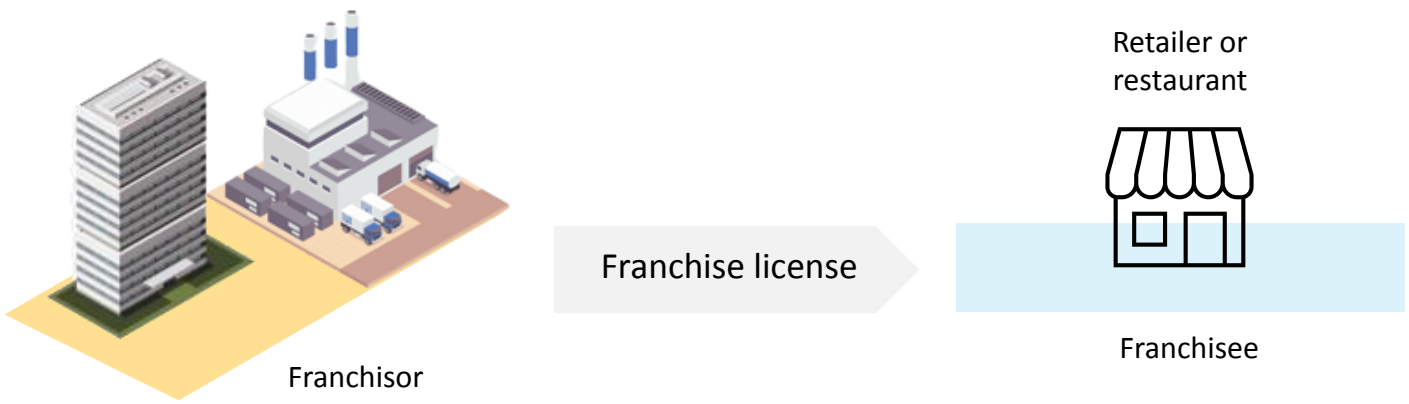 Retailer or
restaurant
Franchise license
Franchisee
Franchisor